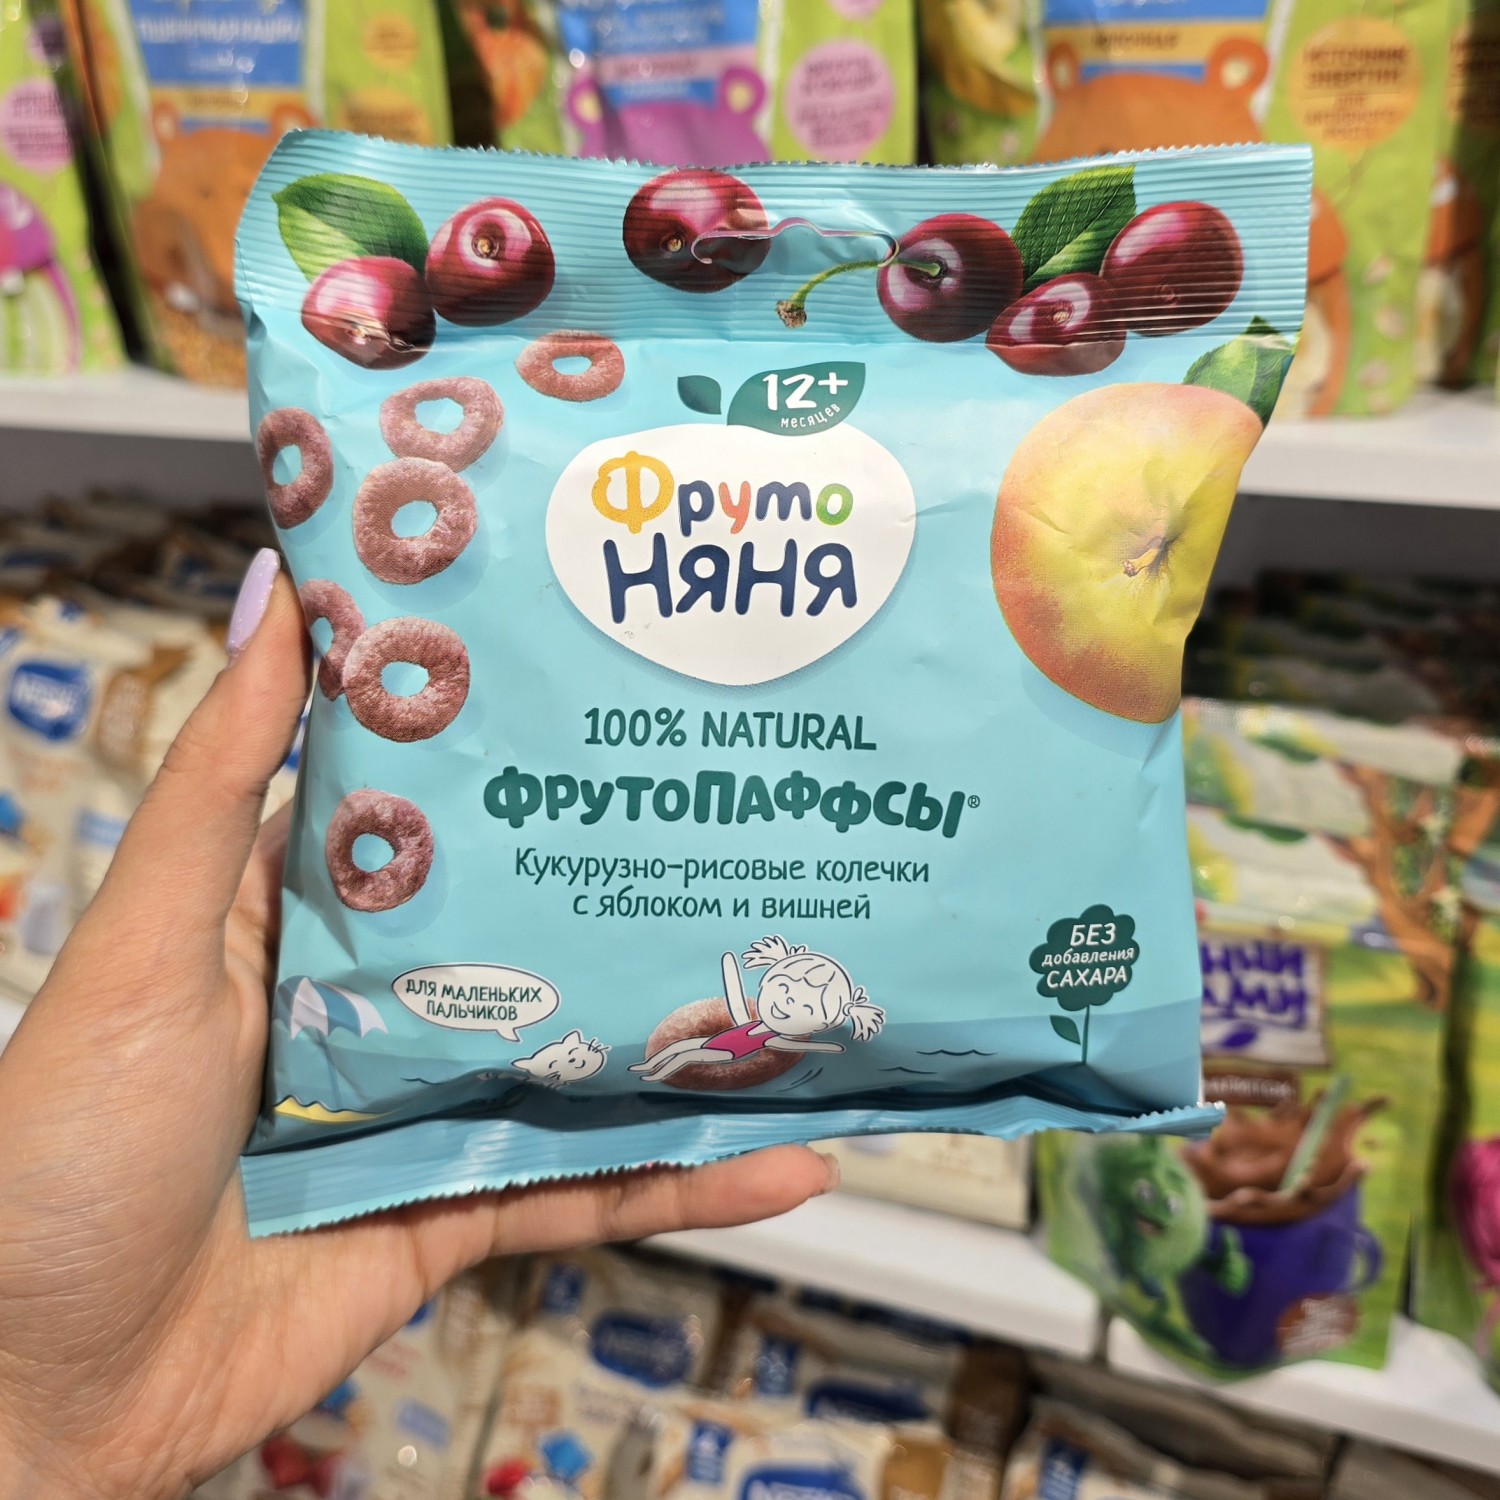 12+
месяцев
Фруто
НЯНЯ
100% NATURAL
ФРУТОПАФФСЫ®
Кукурузно-рисовые колечки
с яблоком и вишней
ДЛЯ МАЛЕНЬКИХ
ПАЛЬЧИКОВ
БЕЗ
добавления
САХАРА